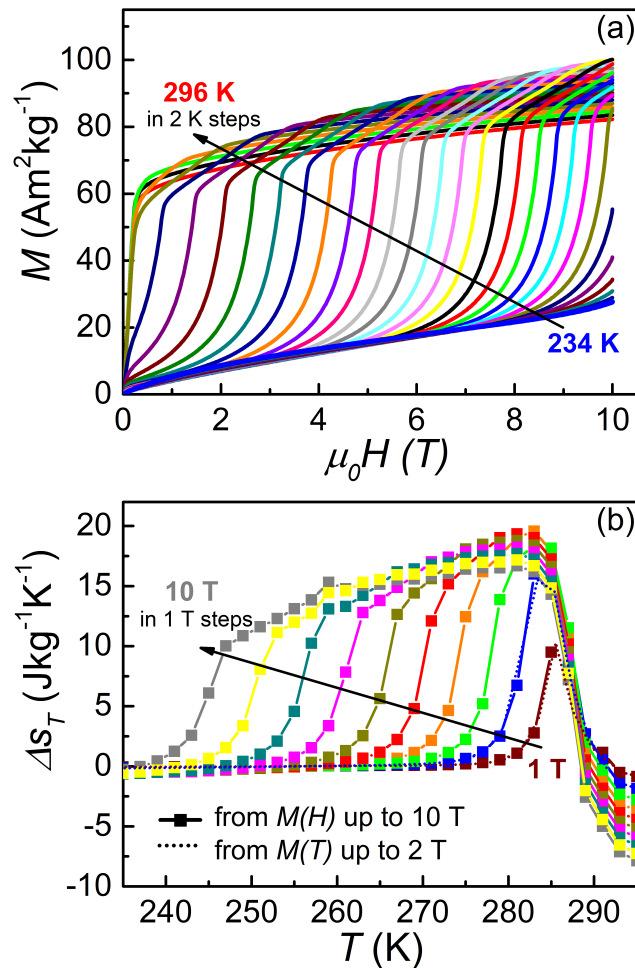 (a)
100
80
60
40
20
0
M (Am²kg⁻¹)
296 K
in 2 K steps
234 K
0 2 4 6 8 10
μ₀H (T)
(b)
20
15
10
5
0
-5
-10
Δs_T (Jkg⁻¹K⁻¹)
10 T
in 1 T steps
1 T
from M(H) up to 10 T
from M(T) up to 2 T
240 250 260 270 280 290
T (K)